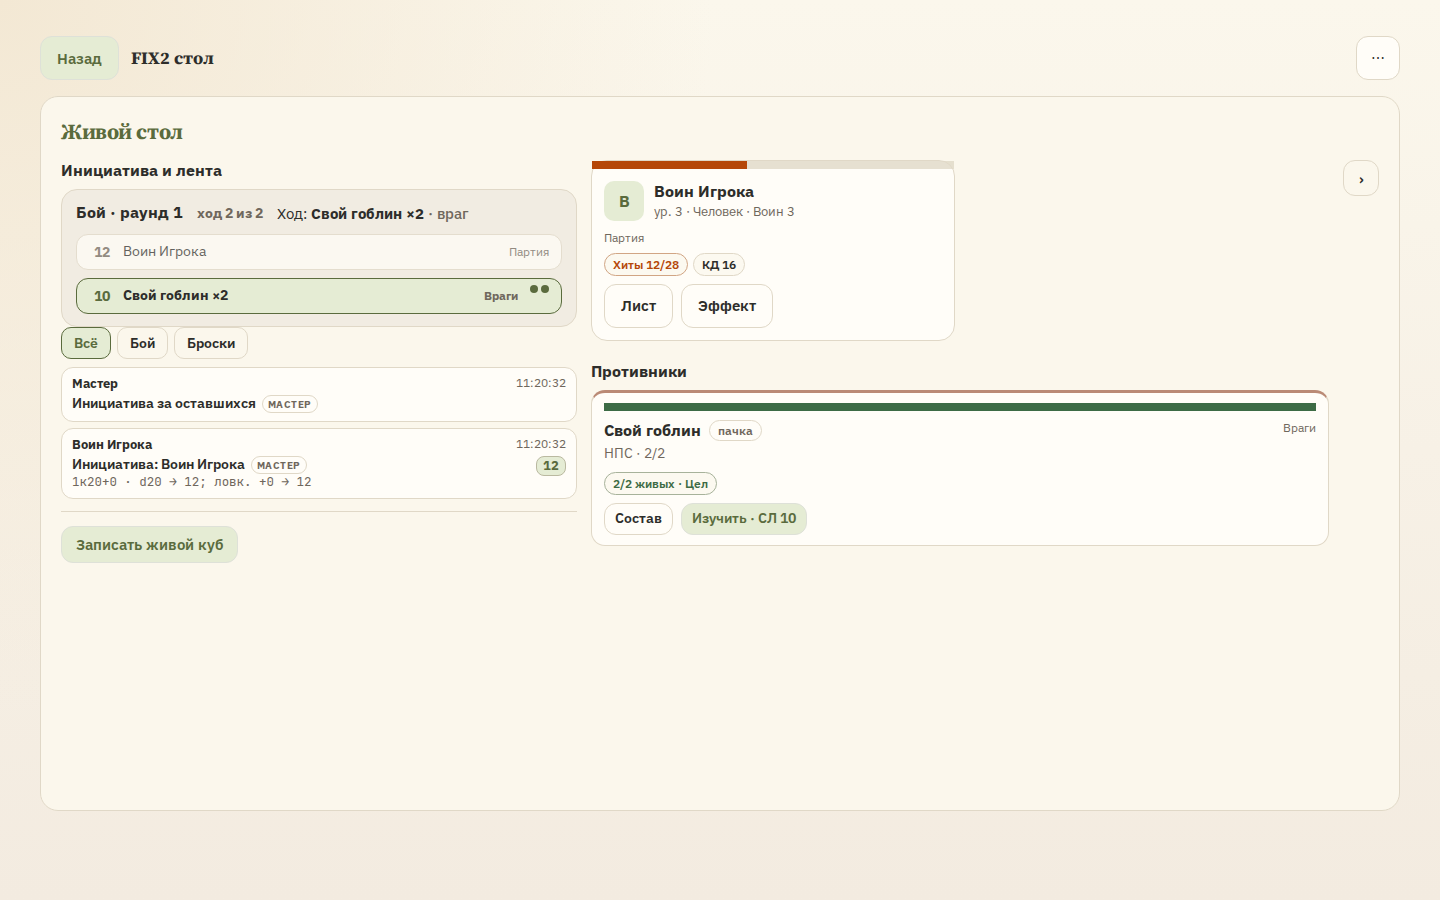 Назад
FIX2 стол
...
Живой стол
Инициатива и лента
Бой · раунд 1 ход 2 из 2 Ход: Свой гоблин ×2 · враг
12 Воин Игрока Партия
10 Свой гоблин ×2 Враги
Всё Бой Броски
Мастер 11:20:32
Инициатива за оставшихся МАСТЕР
Воин Игрока 11:20:32
Инициатива: Воин Игрока МАСТЕР 12
1к20+0 · d20 → 12; ловк. +0 → 12
Записать живой куб
В
Воин Игрока
ур. 3 · Человек · Воин 3
Партия
Хиты 12/28 КД 16
Лист Эффект
Противники
Свой гоблин пачка Враги
НПС · 2/2
2/2 живых · Цел
Состав Изучить · СЛ 10
›